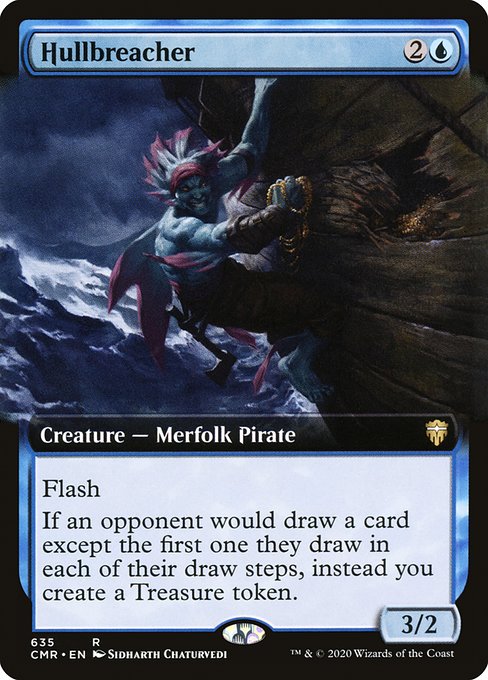 Hullbreacher 2
Creature — Merfolk Pirate
Flash
If an opponent would draw a card
except the first one they draw in
each of their draw steps, instead you
create a Treasure token.
3/2
635 R
CMR • EN Sidharth Chaturvedi ™ & © 2020 Wizards of the Coast